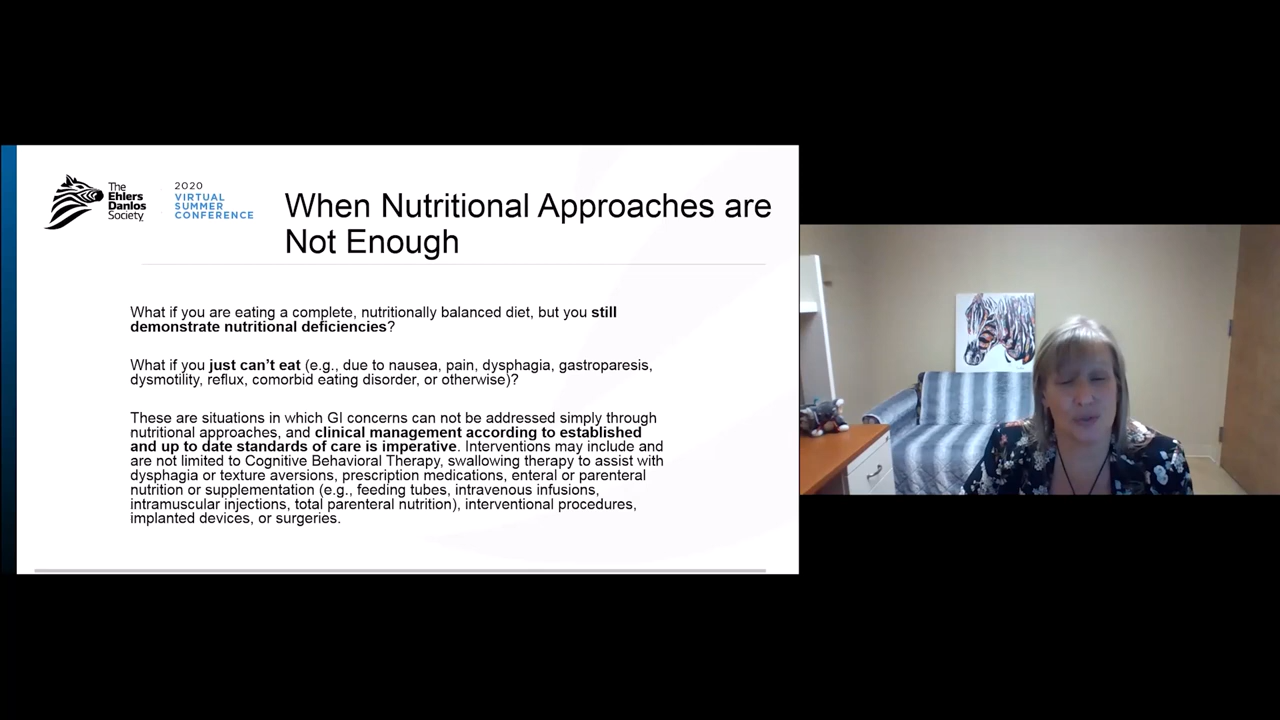 The
Ehlers
Danlos
Society
2020
VIRTUAL
SUMMER
CONFERENCE
When Nutritional Approaches are
Not Enough
What if you are eating a complete, nutritionally balanced diet, but you still
demonstrate nutritional deficiencies?
What if you just can't eat (e.g., due to nausea, pain, dysphagia, gastroparesis,
dysmotility, reflux, comorbid eating disorder, or otherwise)?
These are situations in which GI concerns can not be addressed simply through
nutritional approaches, and clinical management according to established
and up to date standards of care is imperative. Interventions may include and
are not limited to Cognitive Behavioral Therapy, swallowing therapy to assist with
dysphagia or texture aversions, prescription medications, enteral or parenteral
nutrition or supplementation (e.g., feeding tubes, intravenous infusions,
intramuscular injections, total parenteral nutrition), interventional procedures,
implanted devices, or surgeries.